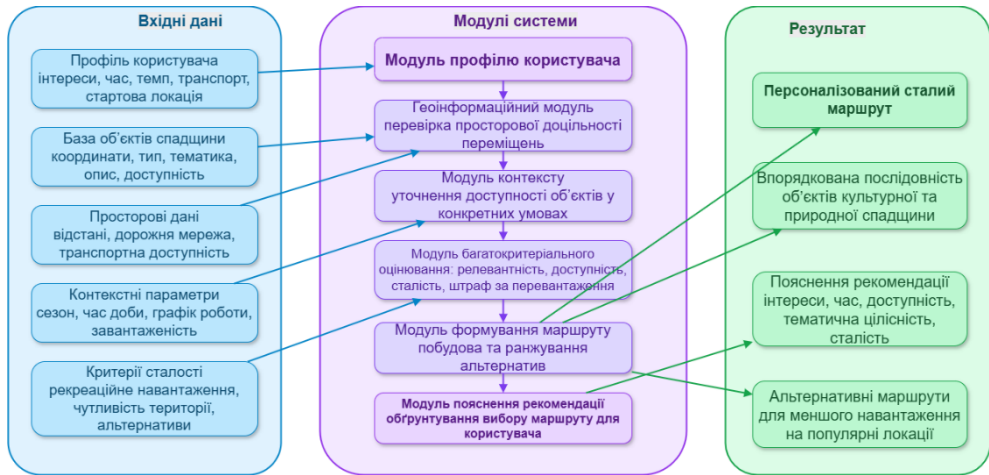 Вхідні дані
Профіль користувача
інтереси, час, темп, транспорт,
стартова локація
База об’єктів спадщини
координати, тип, тематика,
опис, доступність
Просторові дані
відстані, дорожня мережа,
транспортна доступність
Контекстні параметри
сезон, час доби, графік роботи,
завантаженість
Критерії сталості
рекреаційне навантаження,
чутливість території,
альтернативи
Модулі системи
Модуль профілю користувача
Геоінформаційний модуль
перевірка просторової доцільності
переміщень
Модуль контексту
уточнення доступності об’єктів у
конкретних умовах
Модуль багатокритеріального
оцінювання: релевантність, доступність,
сталість, штраф за перевантаження
Модуль формування маршруту
побудова та ранжування
альтернатив
Модуль пояснення рекомендації
обґрунтування вибору маршруту для
користувача
Результат
Персоналізований сталий
маршрут
Впорядкована послідовність
об’єктів культурної та
природної спадщини
Пояснення рекомендації
інтереси, час, доступність,
тематична цілісність,
сталість
Альтернативні маршрути
для меншого навантаження
на популярні локації